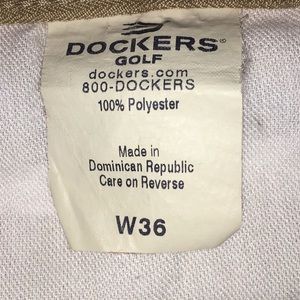 DOCKERS®
GOLF
dockers.com
800-DOCKERS
100% Polyester
Made in
Dominican Republic
Care on Reverse
W36